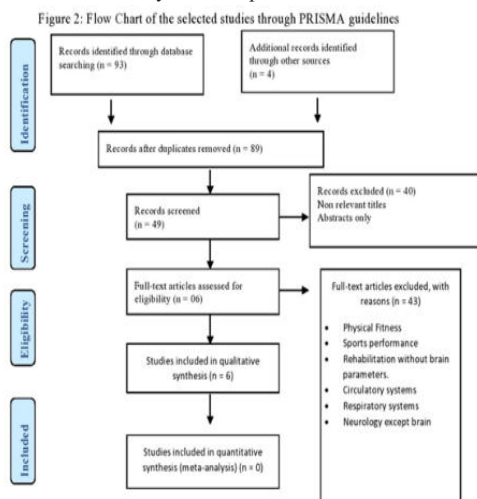 Figure 2: Flow Chart of the selected studies through PRISMA guidelines
Identification
Records identified through database
searching (n = 93)
Additional records identified
through other sources
(n = 4)
Records after duplicates removed (n = 89)
Screening
Records screened
(n = 49)
Records excluded (n = 40)
Non relevant titles
Abstracts only
Eligibility
Full-text articles assessed for
eligibility (n = 06)
Full-text articles excluded, with
reasons (n = 43)
• Physical Fitness
• Sports performance
• Rehabilitation without brain
parameters.
• Circulatory systems
• Respiratory systems
• Neurology except brain
Studies included in qualitative
synthesis (n = 6)
Included
Studies included in quantitative
synthesis (meta-analysis) (n = 0)